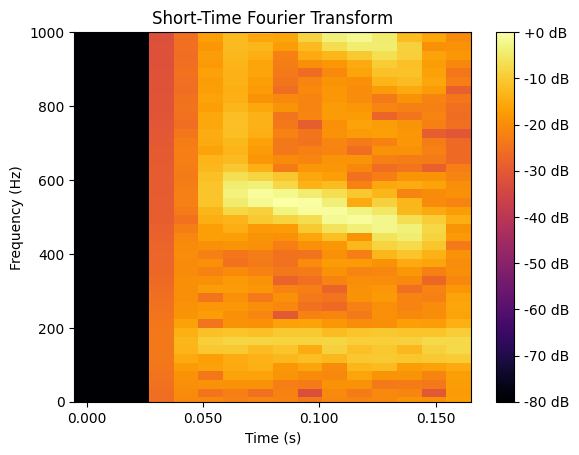 Short-Time Fourier Transform
1000
800
600
400
200
0
Frequency (Hz)
0.000
0.050
0.100
0.150
Time (s)
+0 dB
-10 dB
-20 dB
-30 dB
-40 dB
-50 dB
-60 dB
-70 dB
-80 dB